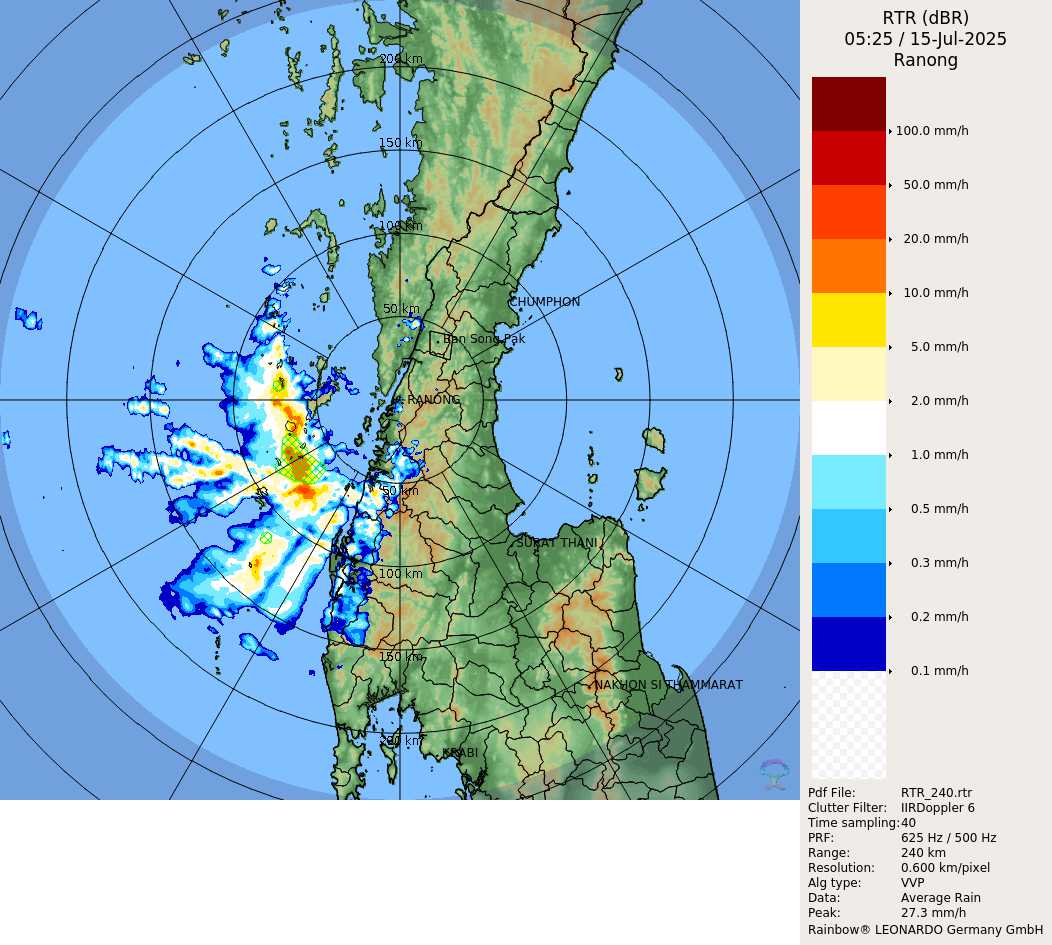 RTR (dBR)
05:25 / 15-Jul-2025
Ranong
100.0 mm/h
50.0 mm/h
20.0 mm/h
10.0 mm/h
5.0 mm/h
2.0 mm/h
1.0 mm/h
0.5 mm/h
0.3 mm/h
0.2 mm/h
0.1 mm/h
200 km
150 km
100 km
50 km
CHUMPHON
Ban Song Pak
RANONG
50 km
SURAT THANI
100 km
150 km
NAKHON SI THAMMARAT
200 km
KRABI
Pdf File: RTR_240.rtr
Clutter Filter: IIRDoppler 6
Time sampling: 40
PRF: 625 Hz / 500 Hz
Range: 240 km
Resolution: 0.600 km/pixel
Alg type: VVP
Data: Average Rain
Peak: 27.3 mm/h
Rainbow® LEONARDO Germany GmbH